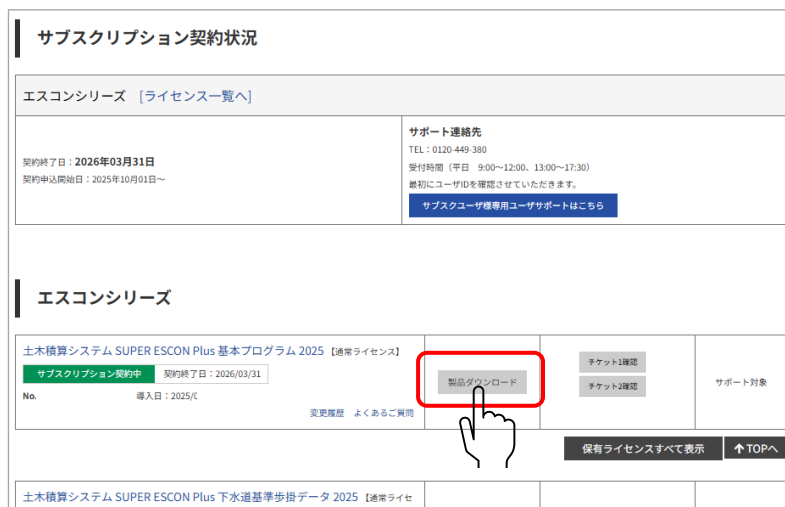 サブスクリプション契約状況
エスコンシリーズ [ライセンス一覧へ]
契約終了日：2026年03月31日
契約申込開始日：2025年10月01日～
サポート連絡先
TEL：0120-449-380
受付時間（平日 9:00～12:00、13:00～17:30）
最初にユーザIDを確認させていただきます。
サブスクユーザ様専用ユーザサポートはこちら
エスコンシリーズ
土木積算システム SUPER ESCON Plus 基本プログラム 2025【通常ライセンス】
サブスクリプション契約中 契約終了日：2026/03/31
No. 導入日：2025/0
変更履歴 よくあるご質問
製品ダウンロード
チケット1確認
チケット2確認
サポート対象
保有ライセンスすべて表示 ↑TOPへ
土木積算システム SUPER ESCON Plus 下水道基準歩掛データ 2025【通常ライセ